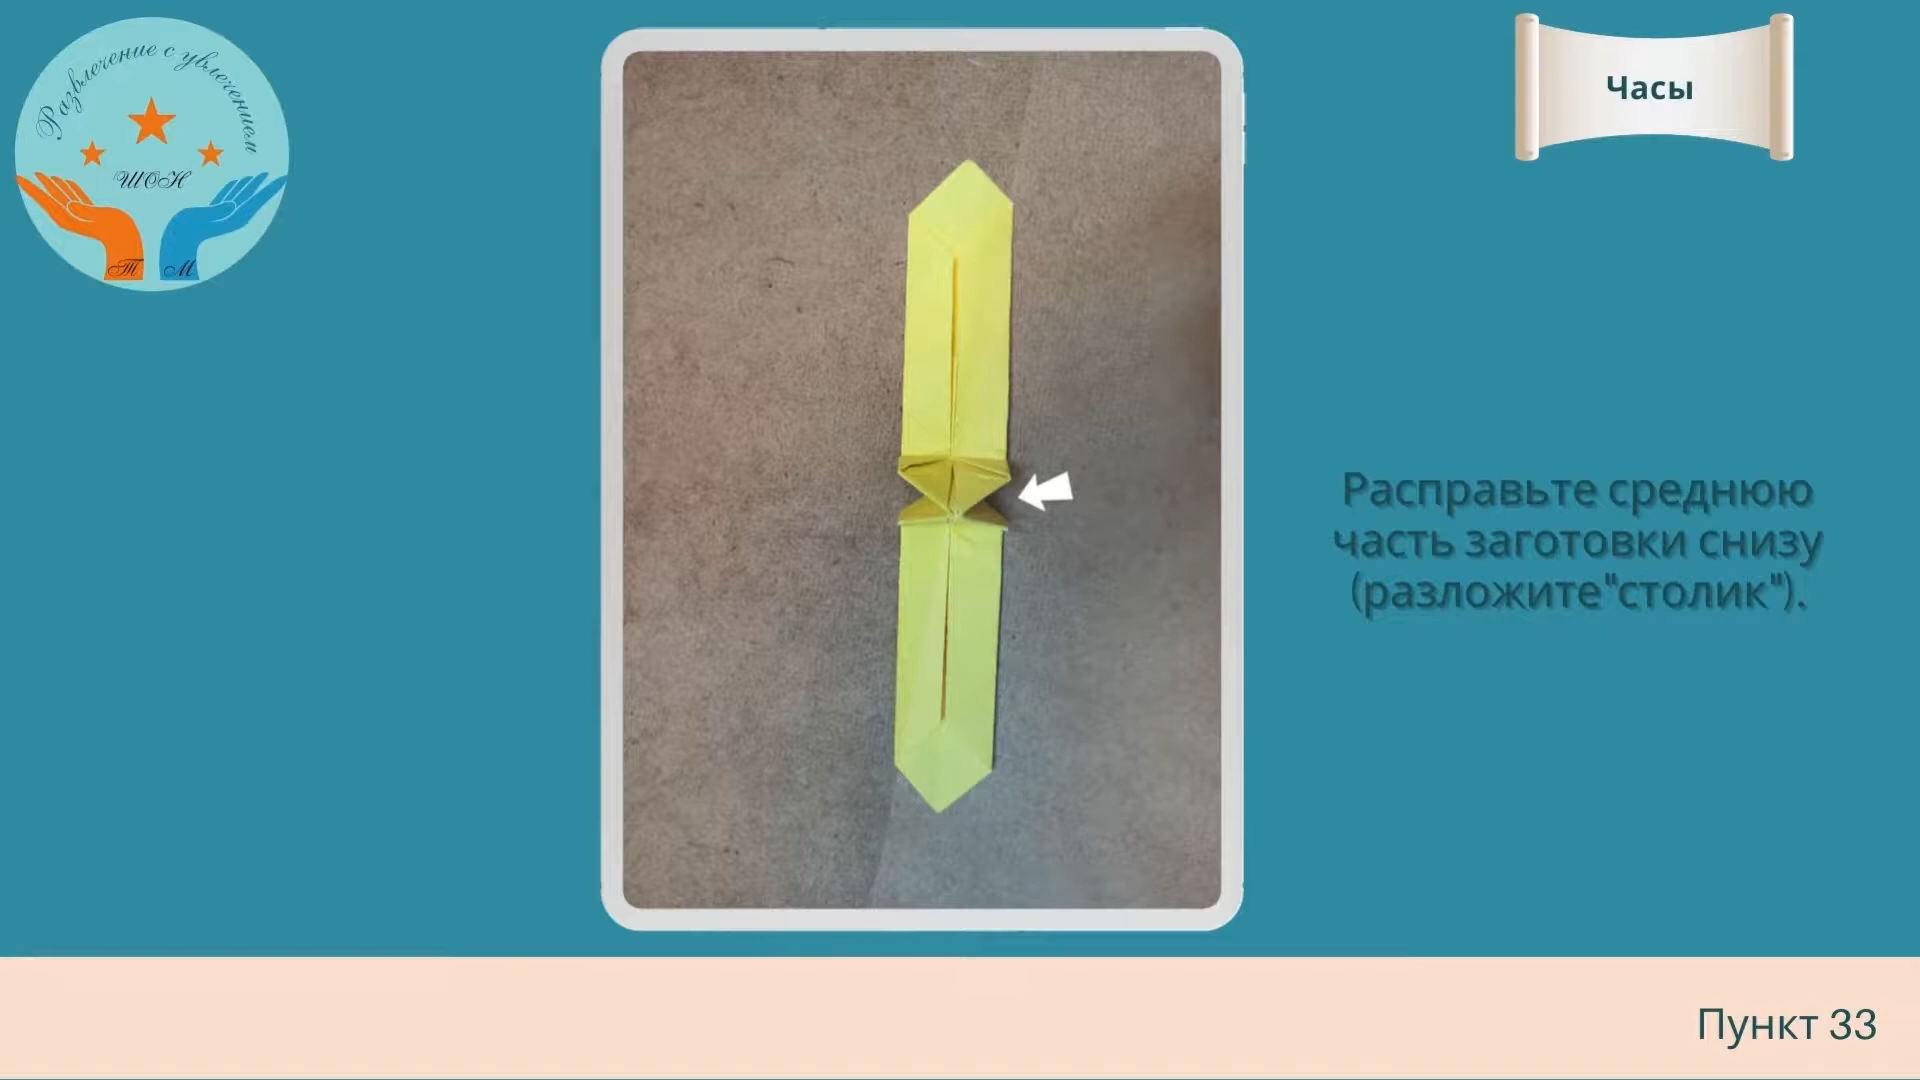 Развлечение с увлечением
ШОН
Т М
Часы
Расправьте среднюю
часть заготовки снизу
(разложите"столик").
Пункт 33